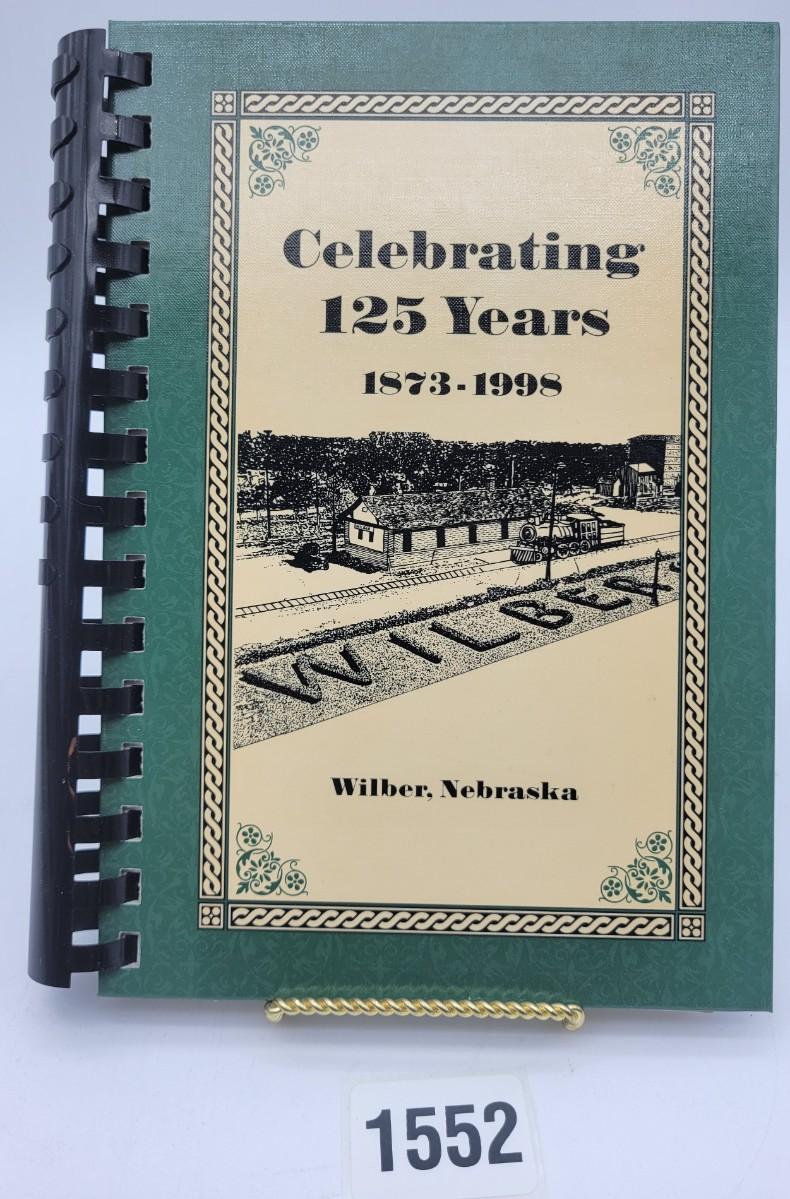 Celebrating
125 Years
1873-1998
WILBER
Wilber, Nebraska
1552